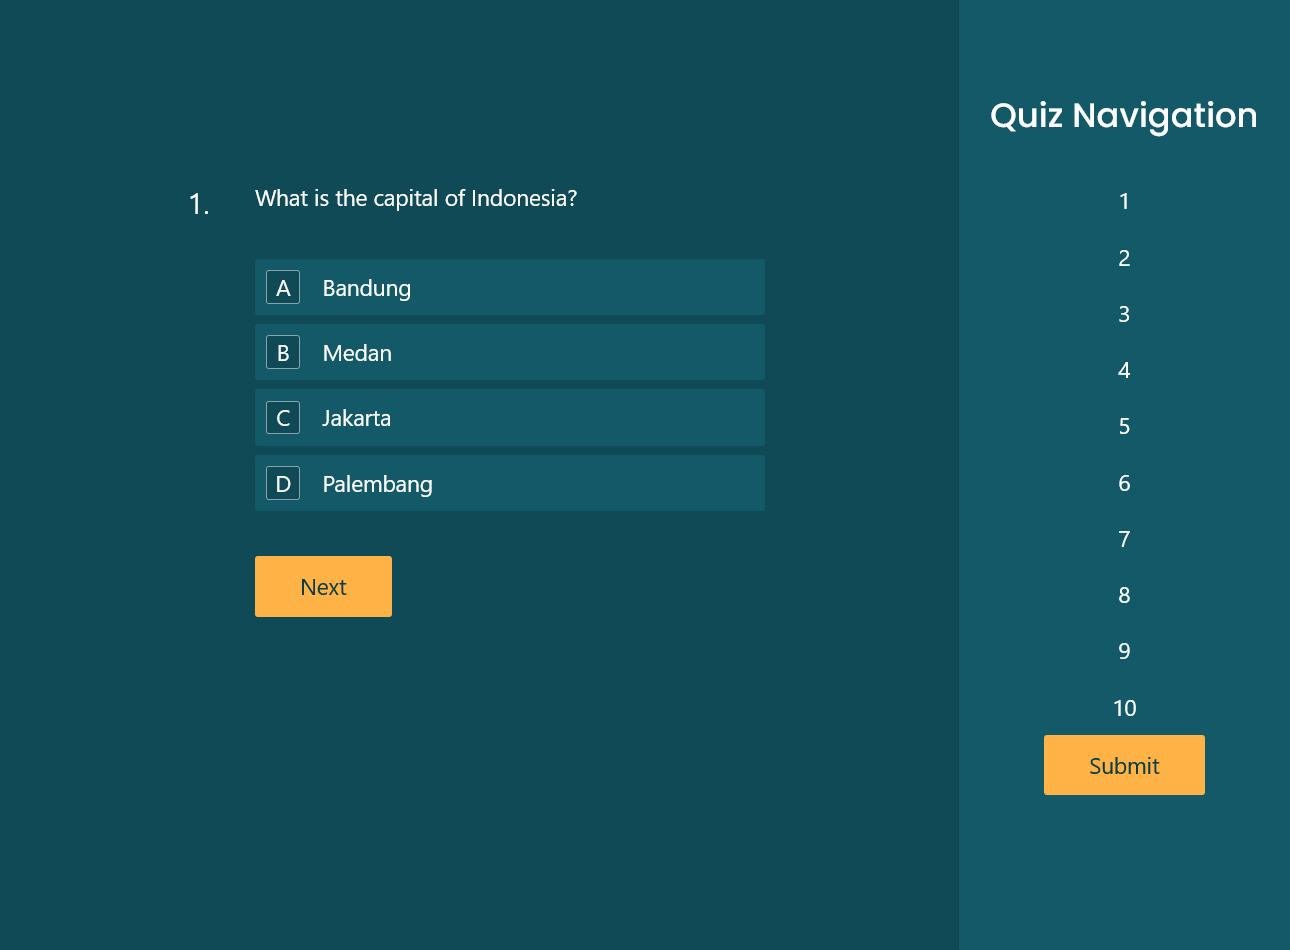 1. What is the capital of Indonesia?
A Bandung
B Medan
C Jakarta
D Palembang
Next
Quiz Navigation
1
2
3
4
5
6
7
8
9
10
Submit